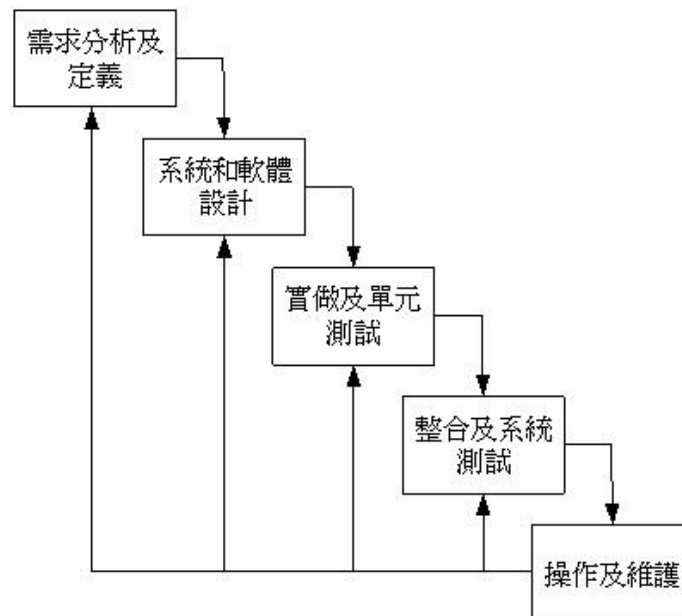 需求分析及
定義
系統和軟體
設計
實做及單元
測試
整合及系統
測試
操作及維護